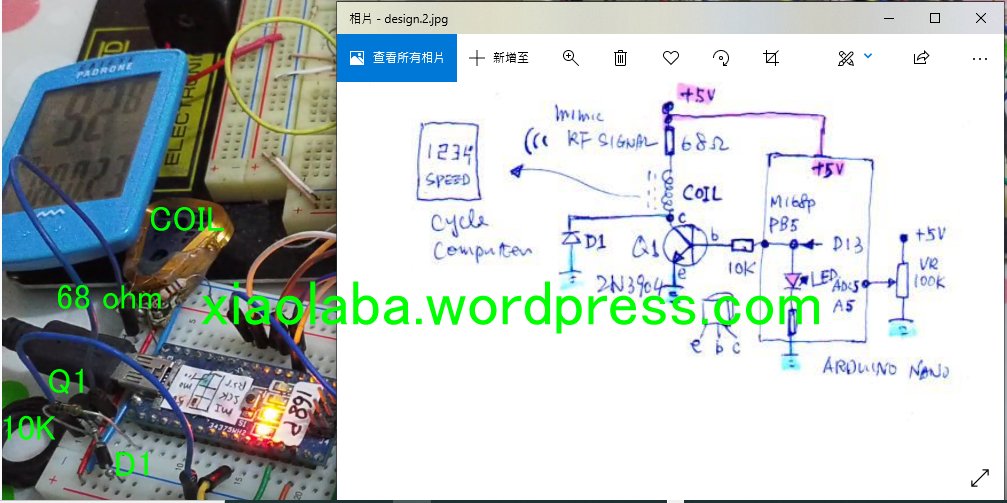 相片 - design.2.jpg
查看所有相片
新增至
PADRONE
ELECTRONIC
COIL
68 ohm
Q1
10K
D1
168p
+5V
mimic
RF SIGNAL
68Ω
1234
SPEED
COIL
+5V
M168p
PB5
cycle
computer
c
D1
Q1
b
D13
+5V
e
10K
LED
ADC5
A5
VR
100K
2N3904
xiaolaba.wordpress.com
e b c
ARDUINO NANO